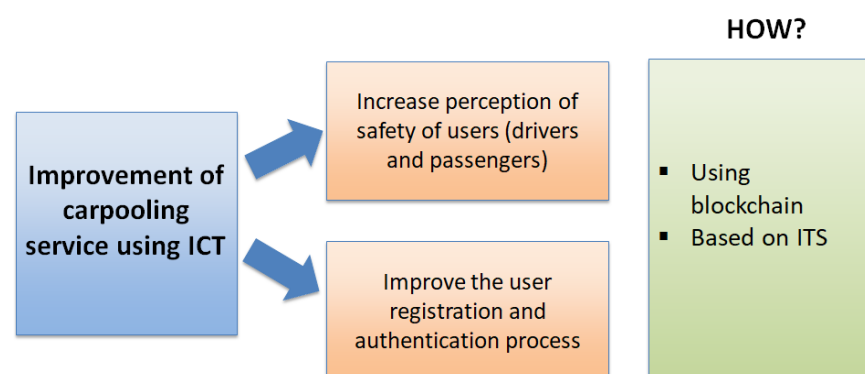 HOW?
Improvement of
carpooling
service using ICT
Increase perception of
safety of users (drivers
and passengers)
Improve the user
registration and
authentication process
▪ Using
blockchain
▪ Based on ITS